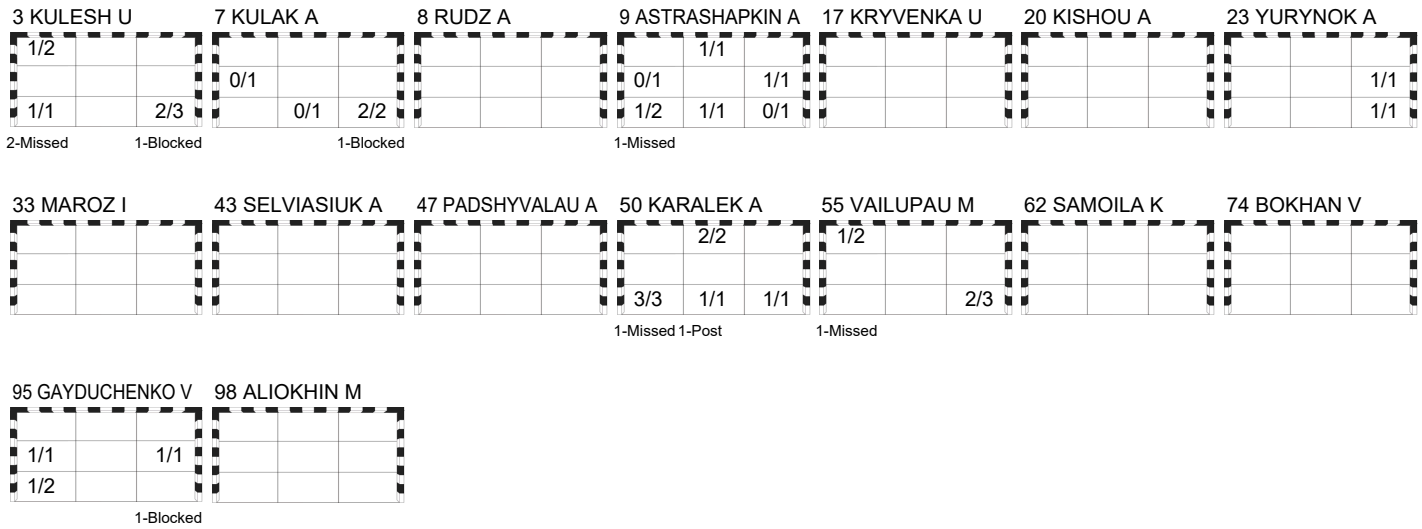 3 KULESH U 7 KULAK A 8 RUDZ A 9 ASTRASHAPKIN A 17 KRYVENKA U 20 KISHOU A 23 YURYNOK A
1/2 1/1
0/1 0/1 1/1 1/1
1/1 2/3 0/1 2/2 1/2 1/1 0/1 1/1
2-Missed 1-Blocked 1-Blocked 1-Missed
33 MAROZ I 43 SELVIASIUK A 47 PADSHYVALAU A 50 KARALEK A 55 VAILUPAU M 62 SAMOILA K 74 BOKHAN V
2/2 1/2
3/3 1/1 1/1 2/3
1-Missed 1-Post 1-Missed
95 GAYDUCHENKO V 98 ALIOKHIN M
1/1 1/1
1/2
1-Blocked